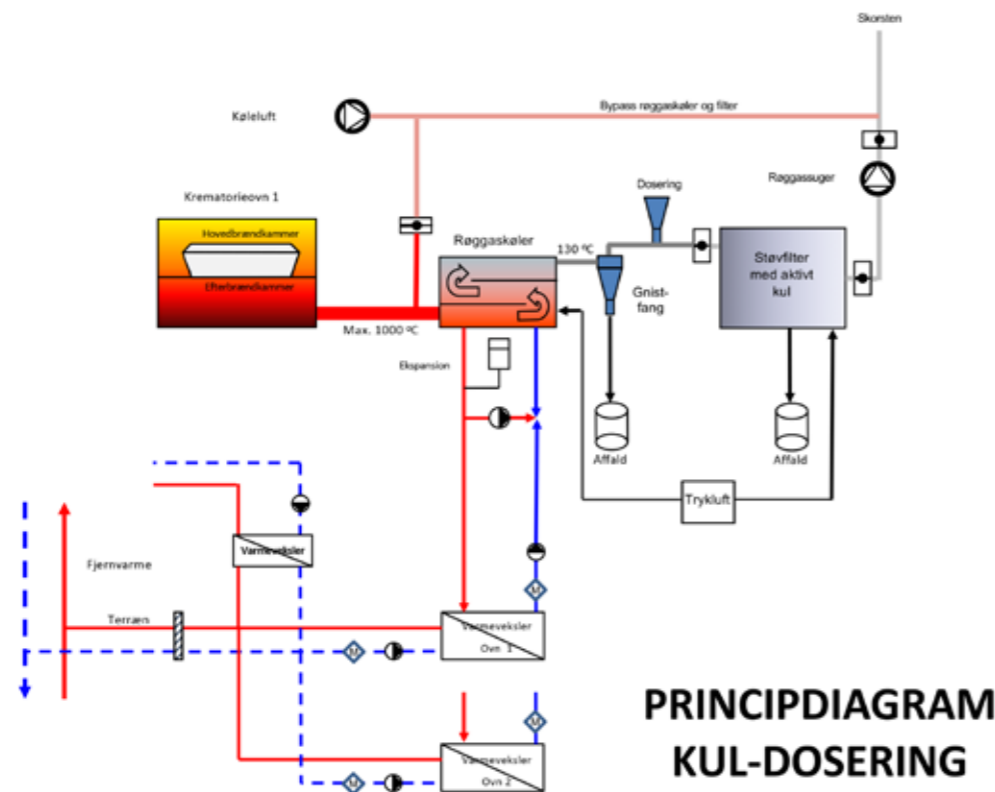 Skorsten
Bypass røggaskøler og filter
Køleluft
Røggassuger
Dosering
Krematorieovn 1
Hovedbrændkammer
Efterbrændkammer
Røggaskøler
130 ºC
Gnist-
fang
Støvfilter
med aktivt
kul
Max. 1000 ºC
Ekspansion
Affald
Affald
Trykluft
Varmeveksler
Fjernvarme
Terræn
M
Varmeveksler
Ovn 1
M
M
Varmeveksler
Ovn 2
M
PRINCIPDIAGRAM
KUL-DOSERING